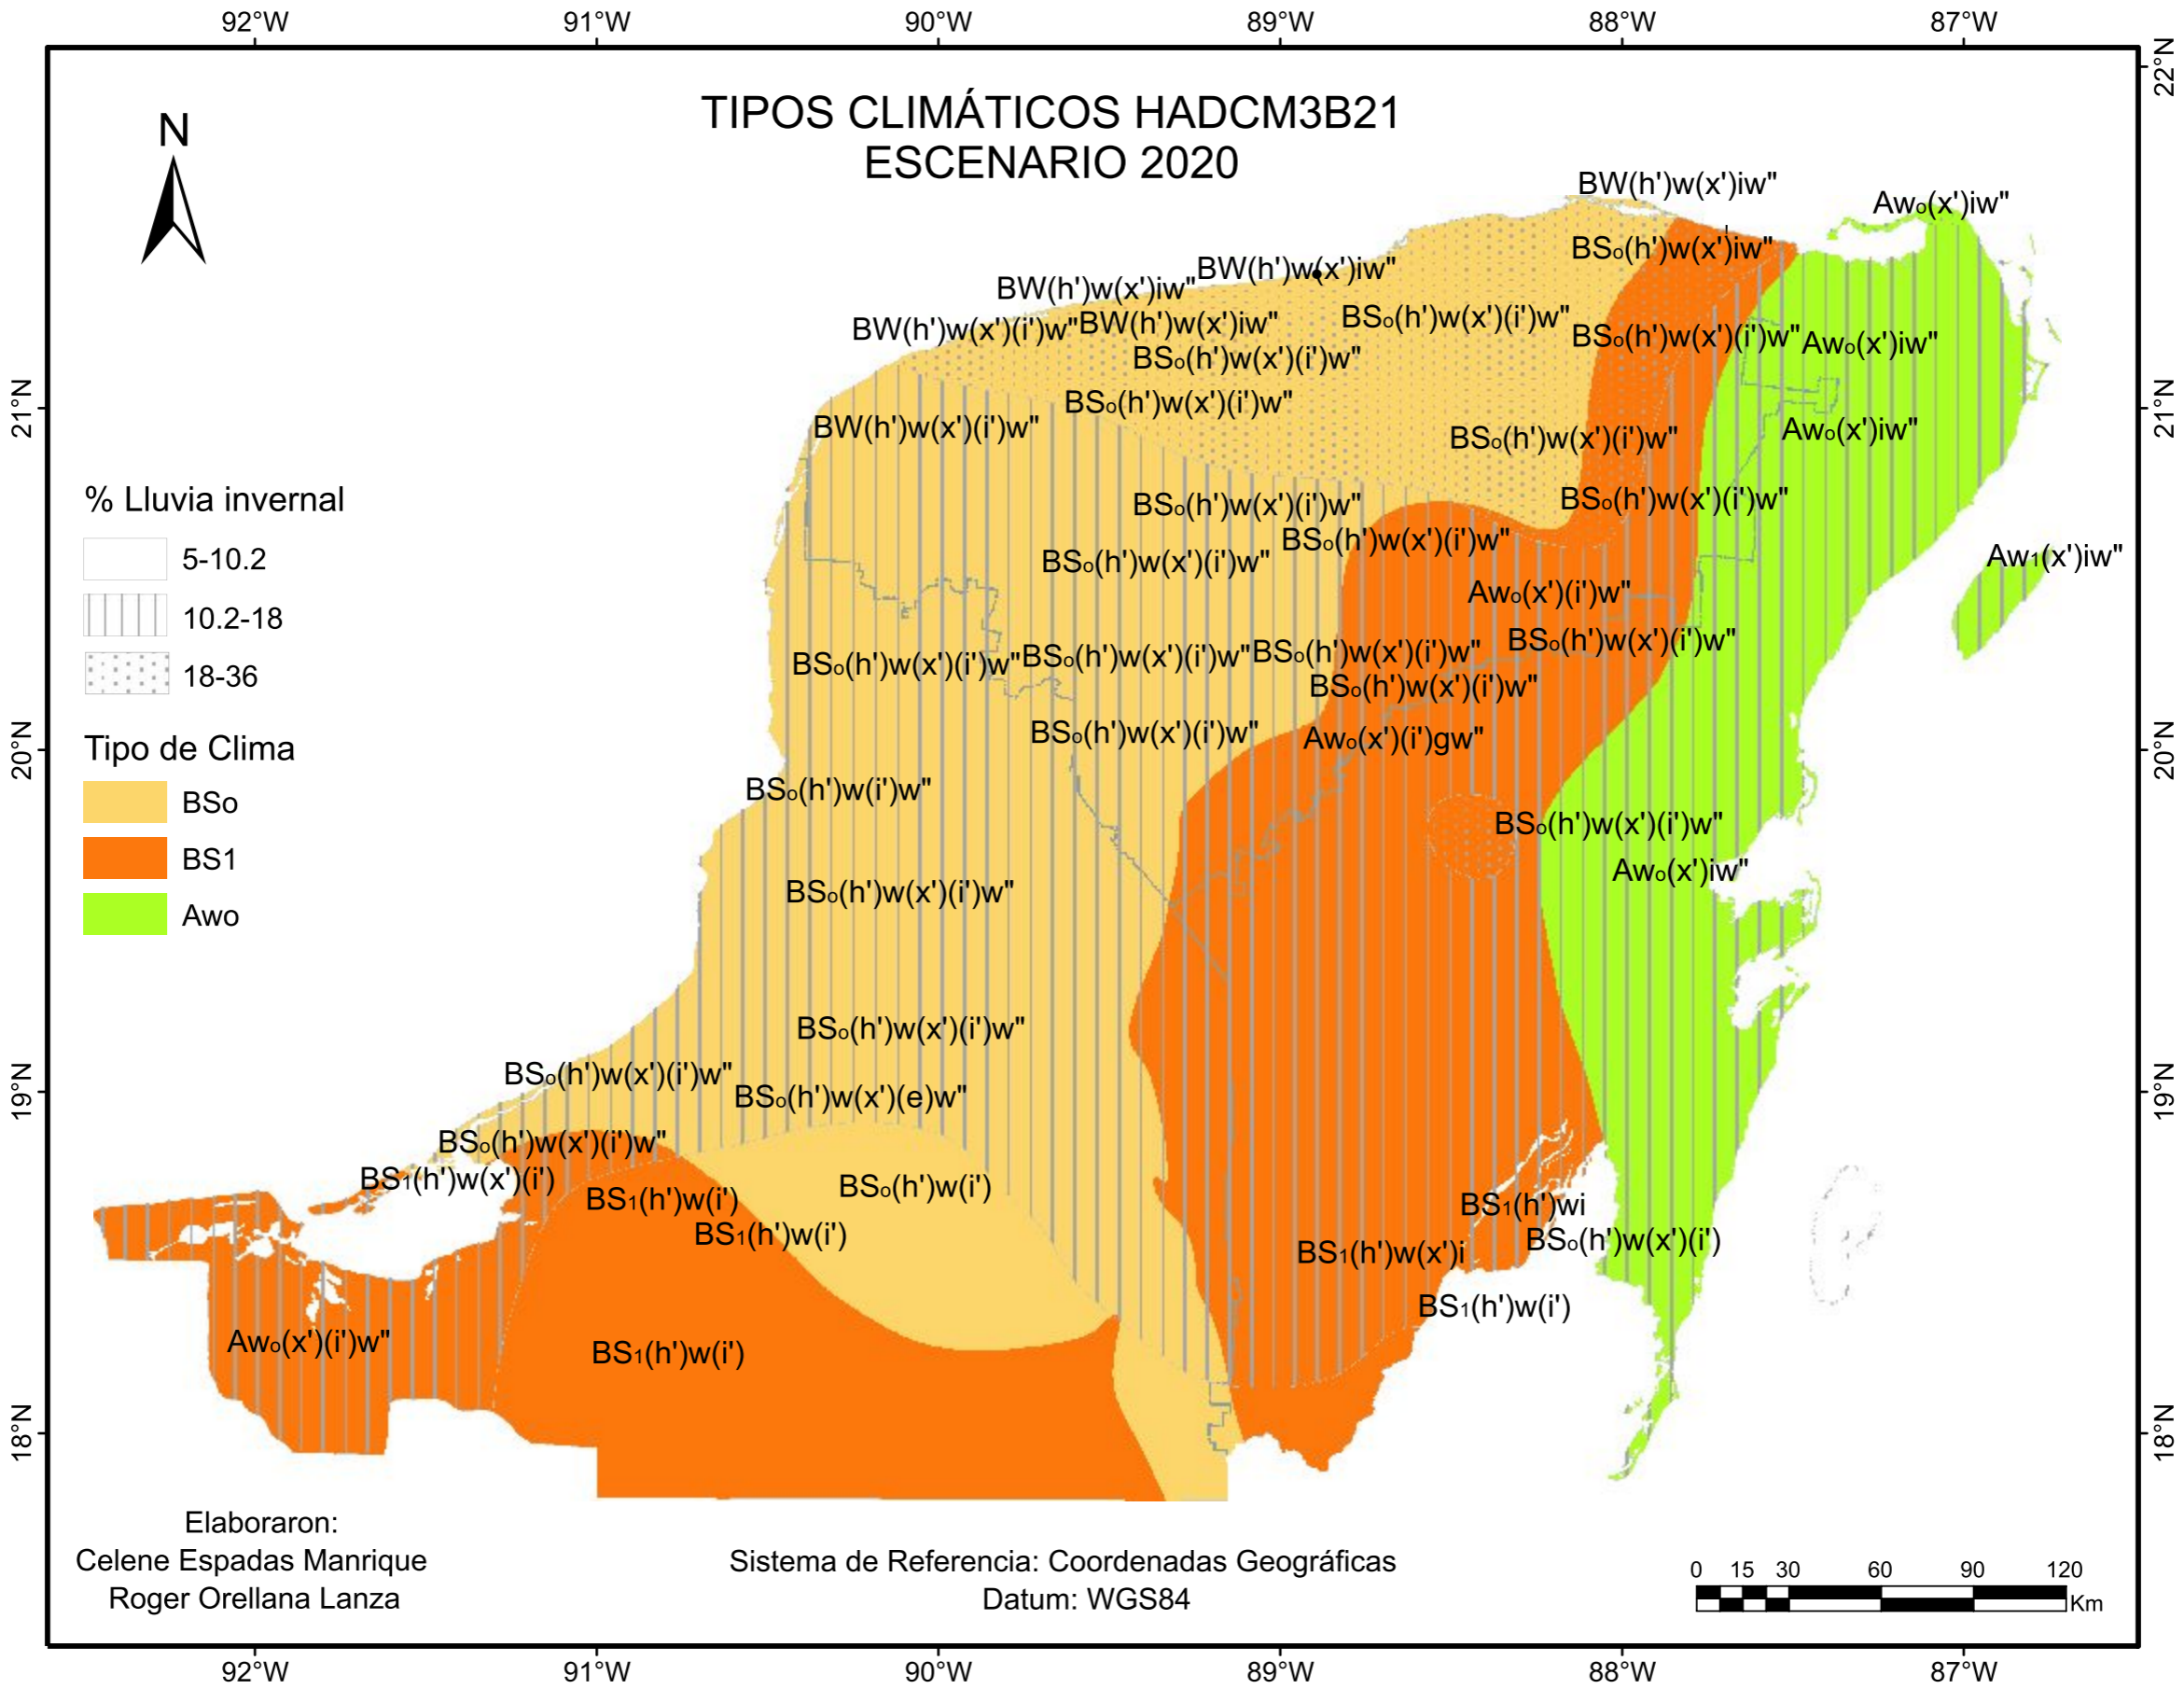 92°W 91°W 90°W 89°W 88°W 87°W
22°N
TIPOS CLIMÁTICOS HADCM3B21
ESCENARIO 2020
N
BW(h')w(x')iw"
Awo(x')iw"
BSo(h')w(x')iw"
BW(h')w(x')iw"
BW(h')w(x')iw"
BSo(h')w(x')(i')w"
BW(h')w(x')(i')w"
BW(h')w(x')iw"
BSo(h')w(x')(i')w"
Awo(x')iw"
BSo(h')w(x')(i')w"
BSo(h')w(x')(i')w"
21°N
21°N
BW(h')w(x')(i')w"
BSo(h')w(x')(i')w"
Awo(x')iw"
% Lluvia invernal
5-10.2
10.2-18
18-36
BSo(h')w(x')(i')w"
BSo(h')w(x')(i')w"
BSo(h')w(x')(i')w"
BSo(h')w(x')(i')w"
Aw1(x')iw"
Awo(x')(i')w"
BSo(h')w(x')(i')w"
BSo(h')w(x')(i')w"
BSo(h')w(x')(i')w"
BSo(h')w(x')(i')w"
BSo(h')w(x')(i')w"
20°N
20°N
Tipo de Clima
BSo
BS1
Awo
BSo(h')w(x')(i')w"
Awo(x')(i')gw"
BSo(h')w(i')w"
BSo(h')w(x')(i')w"
Awo(x')iw"
BSo(h')w(x')(i')w"
BSo(h')w(x')(i')w"
19°N
19°N
BSo(h')w(x')(i')w"
BSo(h')w(x')(e)w"
BSo(h')w(x')(i')w"
BS1(h')w(x')(i')
BS1(h')w(i')
BSo(h')w(i')
BS1(h')wi
BS1(h')w(i')
BSo(h')w(x')(i')
BS1(h')w(x')i
BS1(h')w(i')
Awo(x')(i')w"
BS1(h')w(i')
18°N
18°N
Elaboraron:
Celene Espadas Manrique
Roger Orellana Lanza
Sistema de Referencia: Coordenadas Geográficas
Datum: WGS84
0 15 30 60 90 120
Km
92°W 91°W 90°W 89°W 88°W 87°W